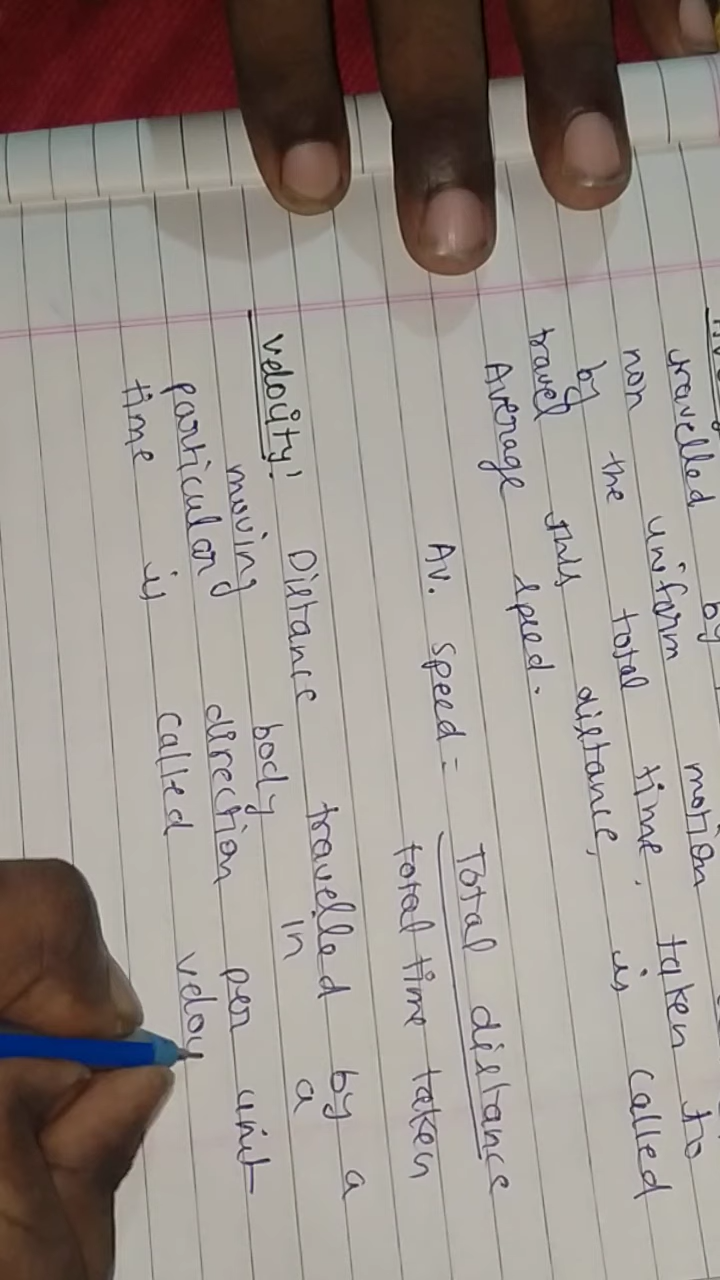 travelled by
non uniform motion taken to
by the total time,
travel this distance, is called
Average speed.
Av. speed = Total distance
total time taken
velocity: Distance travelled by a
moving body in a
particular direction per unit
time is called velou